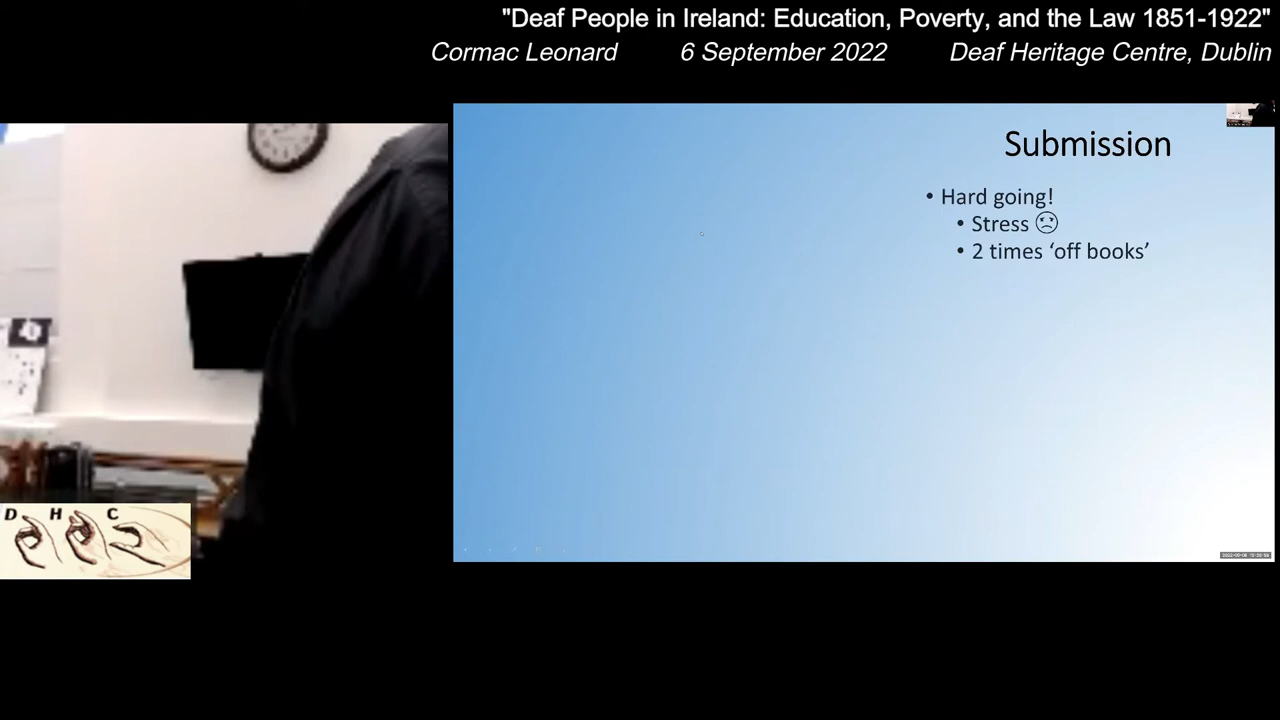 "Deaf People in Ireland: Education, Poverty, and the Law 1851-1922"
Cormac Leonard 6 September 2022 Deaf Heritage Centre, Dublin
Submission
• Hard going!
• Stress ☹
• 2 times ‘off books’
D H C